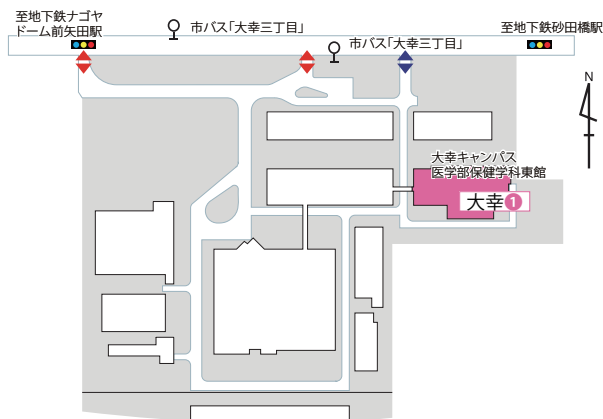 至地下鉄ナゴヤ
ドーム前矢田駅
市バス「大幸三丁目」
市バス「大幸三丁目」
至地下鉄砂田橋駅
大幸キャンパス
医学部保健学科東館
大幸1